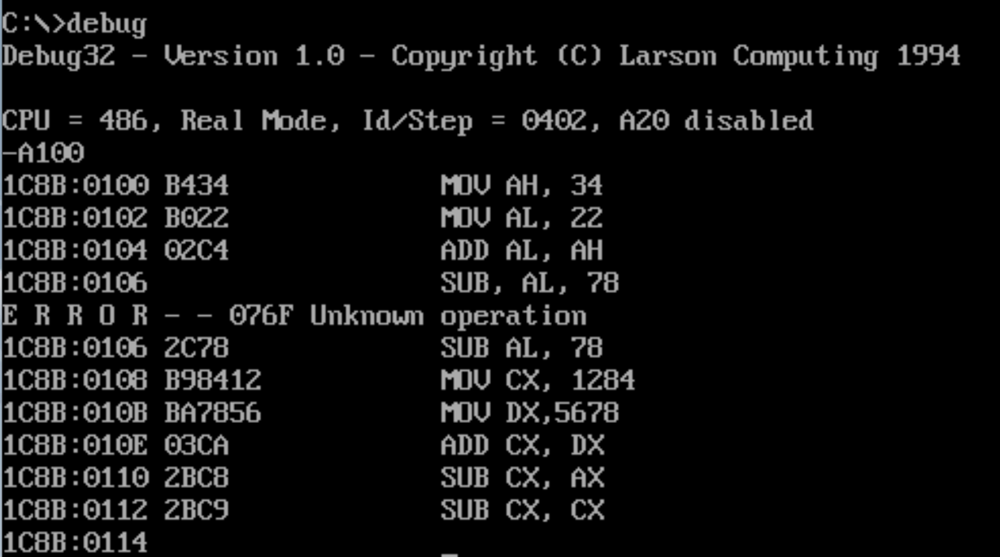 C:\>debug
Debug32 - Version 1.0 - Copyright (C) Larson Computing 1994
CPU = 486, Real Mode, Id/Step = 0402, A20 disabled
-A100
1C8B:0100 B434 MOV AH, 34
1C8B:0102 B022 MOV AL, 22
1C8B:0104 02C4 ADD AL, AH
1C8B:0106 SUB, AL, 78
E R R O R - - 076F Unknown operation
1C8B:0106 2C78 SUB AL, 78
1C8B:0108 B98412 MOV CX, 1284
1C8B:010B BA7856 MOV DX,5678
1C8B:010E 03CA ADD CX, DX
1C8B:0110 2BC8 SUB CX, AX
1C8B:0112 2BC9 SUB CX, CX
1C8B:0114